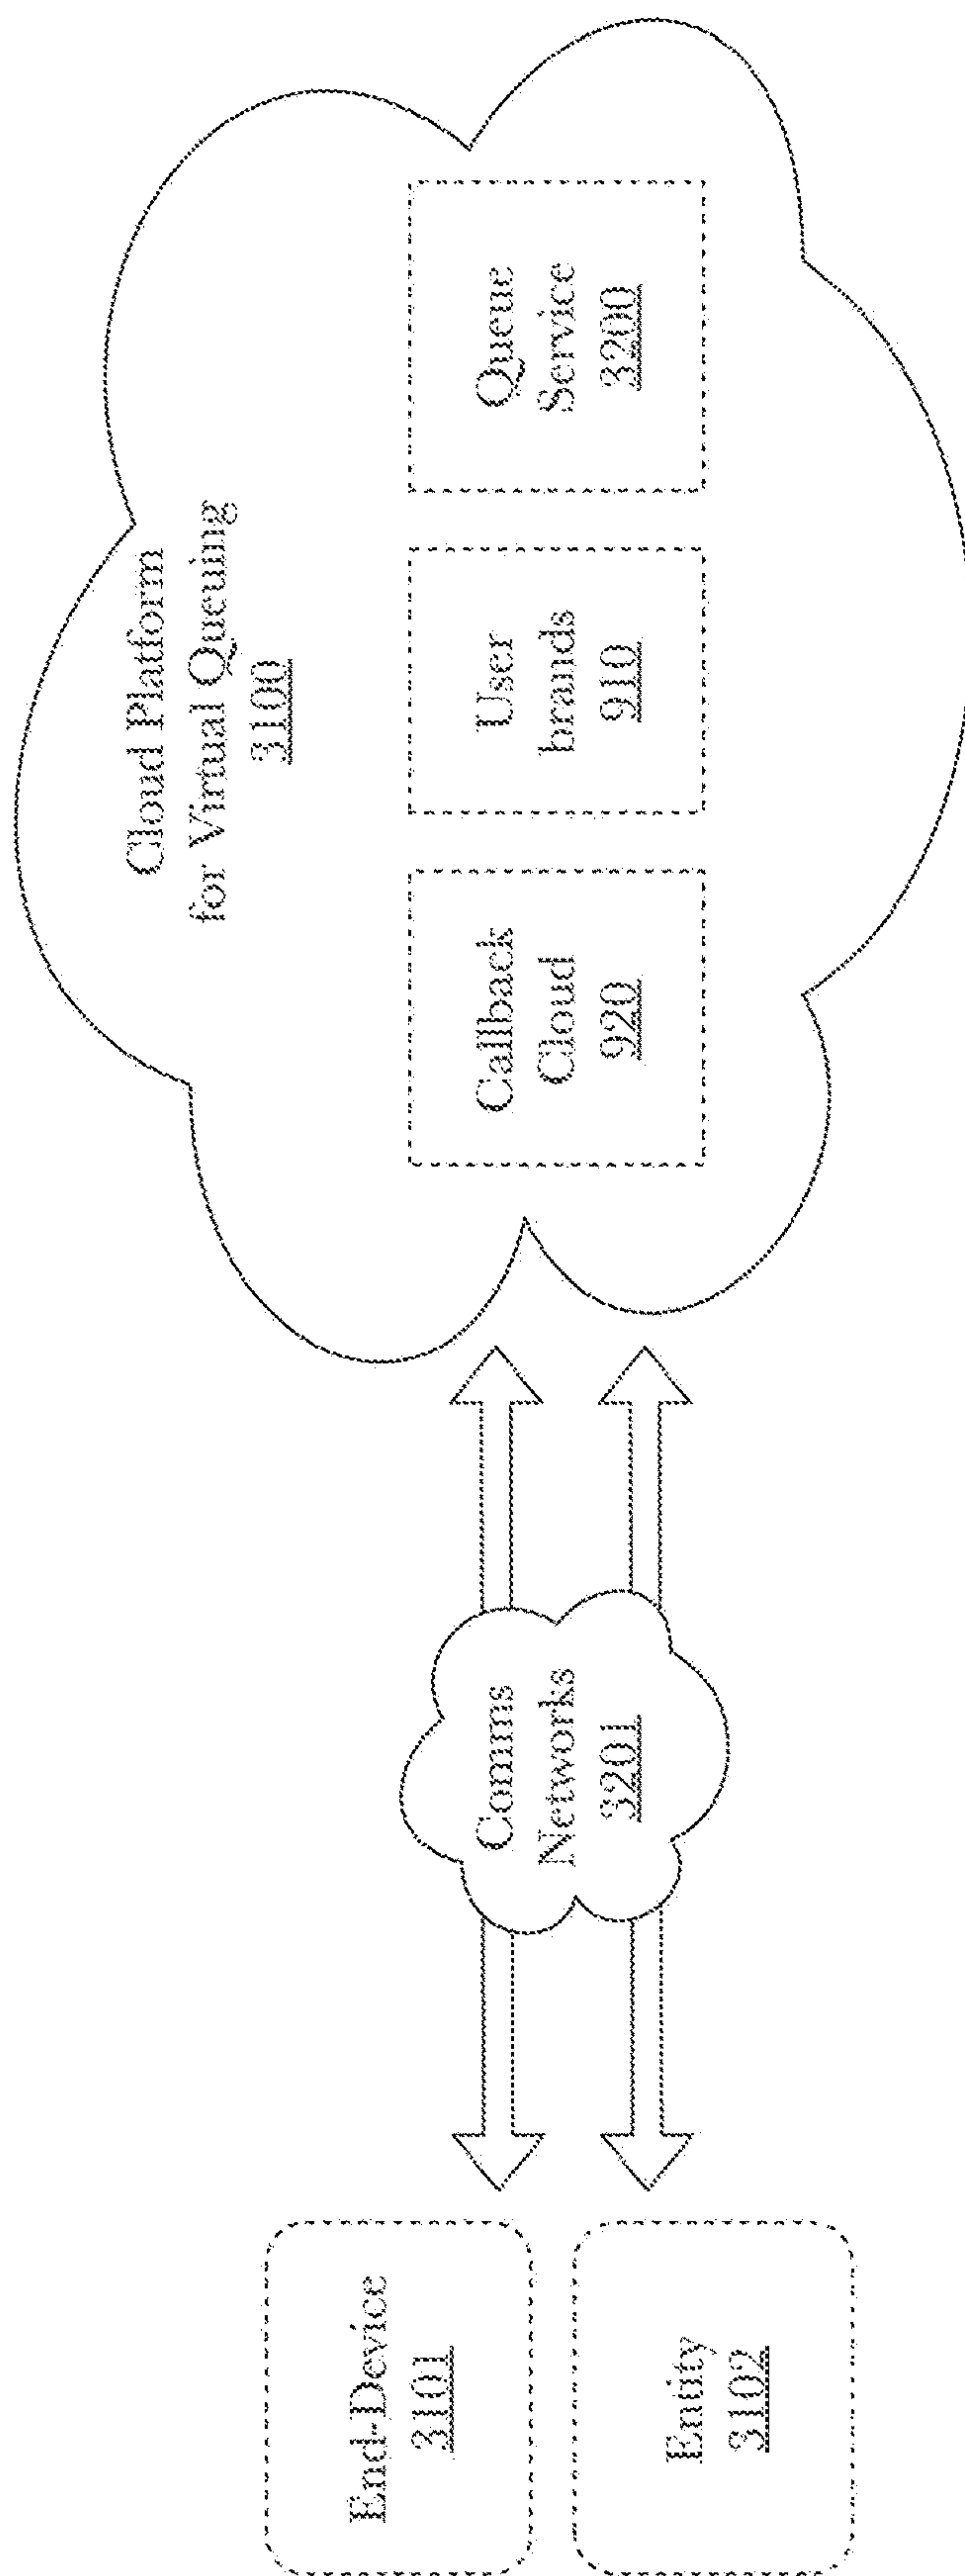 Cloud Platform
for Virtual Queuing
3100
End-Device
3101
Entity
3102
Comms
Networks
3201
Callback
Cloud
920
User
brands
910
Queue
Service
3200